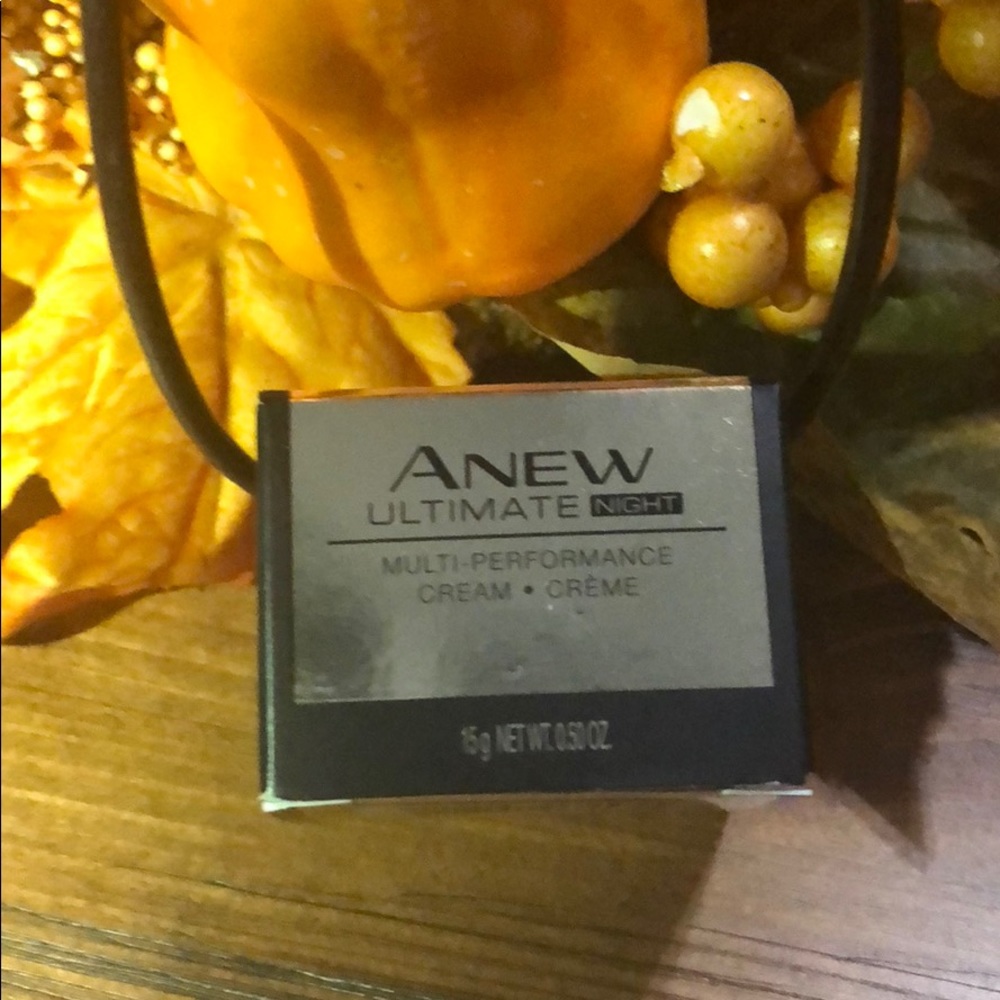 ANEW
ULTIMATE NIGHT
MULTI-PERFORMANCE
CREAM • CRÈME
15g NET WT. 0.50 OZ.